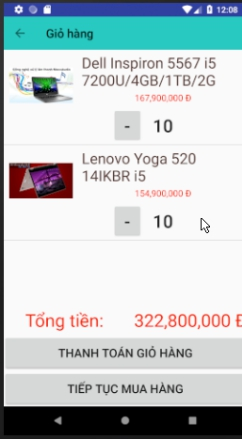 12:08
Giỏ hàng
Dell Inspiron 5567 i5
7200U/4GB/1TB/2G
167,900,000 Đ
- 10
Lenovo Yoga 520
14IKBR i5
154,900,000 Đ
- 10
Tổng tiền: 322,800,000 Đ
THANH TOÁN GIỎ HÀNG
TIẾP TỤC MUA HÀNG